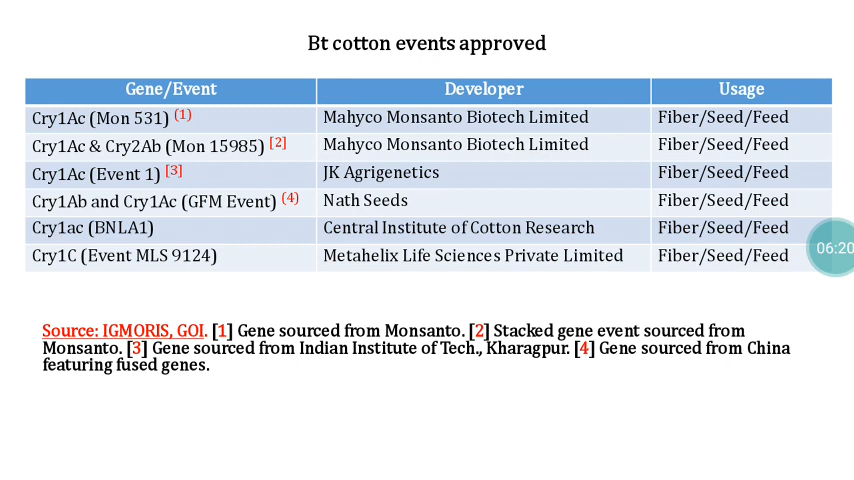 Bt cotton events approved
Gene/Event Developer Usage
Cry1Ac (Mon 531) (1) Mahyco Monsanto Biotech Limited Fiber/Seed/Feed
Cry1Ac & Cry2Ab (Mon 15985) [2] Mahyco Monsanto Biotech Limited Fiber/Seed/Feed
Cry1Ac (Event 1) [3] JK Agrigenetics Fiber/Seed/Feed
Cry1Ab and Cry1Ac (GFM Event) (4) Nath Seeds Fiber/Seed/Feed
Cry1ac (BNLA1) Central Institute of Cotton Research Fiber/Seed/Feed
Cry1C (Event MLS 9124) Metahelix Life Sciences Private Limited Fiber/Seed/Feed
06:20
Source: IGMORIS, GOI. [1] Gene sourced from Monsanto. [2] Stacked gene event sourced from
Monsanto. [3] Gene sourced from Indian Institute of Tech., Kharagpur. [4] Gene sourced from China
featuring fused genes.